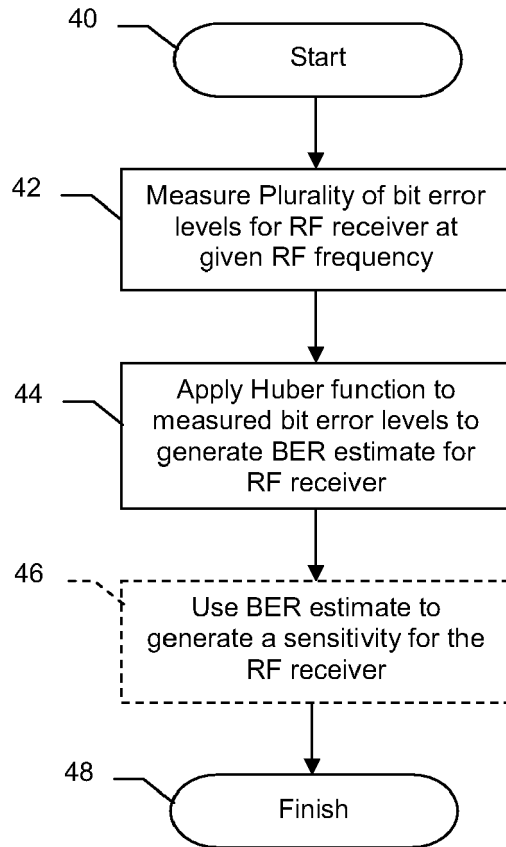 40
Start
42
Measure Plurality of bit error
levels for RF receiver at
given RF frequency
44
Apply Huber function to
measured bit error levels to
generate BER estimate for
RF receiver
46
Use BER estimate to
generate a sensitivity for the
RF receiver
48
Finish